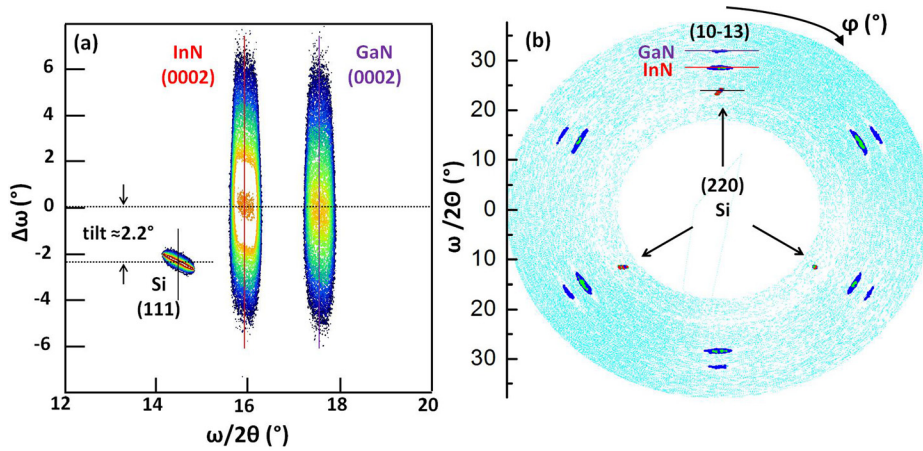 (a)
InN
(0002)
GaN
(0002)
6
4
2
0
-2
-4
-6
Δω (°)
tilt ≈2.2°
Si
(111)
12
14
16
18
20
ω/2θ (°)
(b)
φ (°)
(10-13)
GaN
InN
(220)
Si
30
20
10
0
10
20
30
ω/2Θ (°)